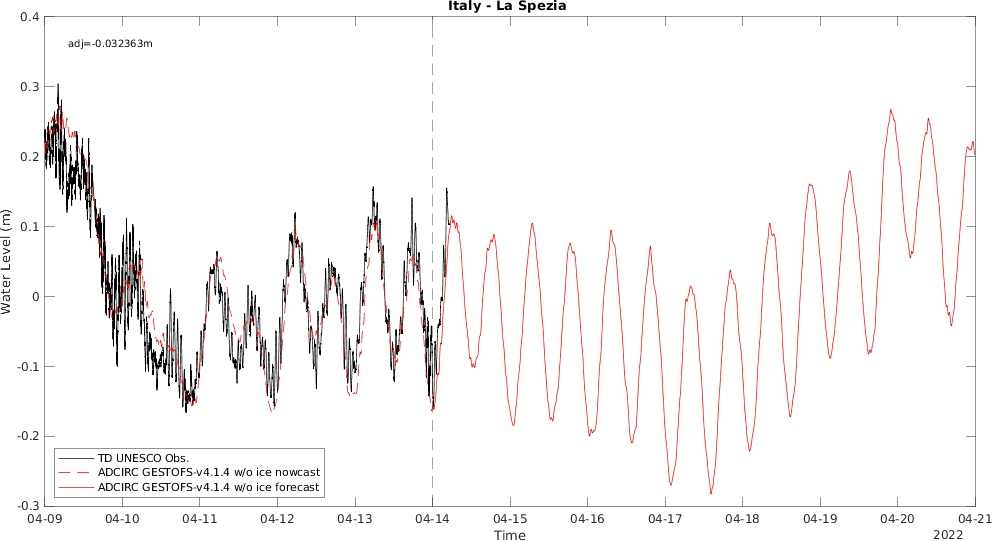 Italy - La Spezia
adj=-0.032363m
Water Level (m)
0.4
0.3
0.2
0.1
0
-0.1
-0.2
-0.3
TD UNESCO Obs.
ADCIRC GESTOFS-v4.1.4 w/o ice nowcast
ADCIRC GESTOFS-v4.1.4 w/o ice forecast
04-09 04-10 04-11 04-12 04-13 04-14 04-15 04-16 04-17 04-18 04-19 04-20 04-21
Time
2022